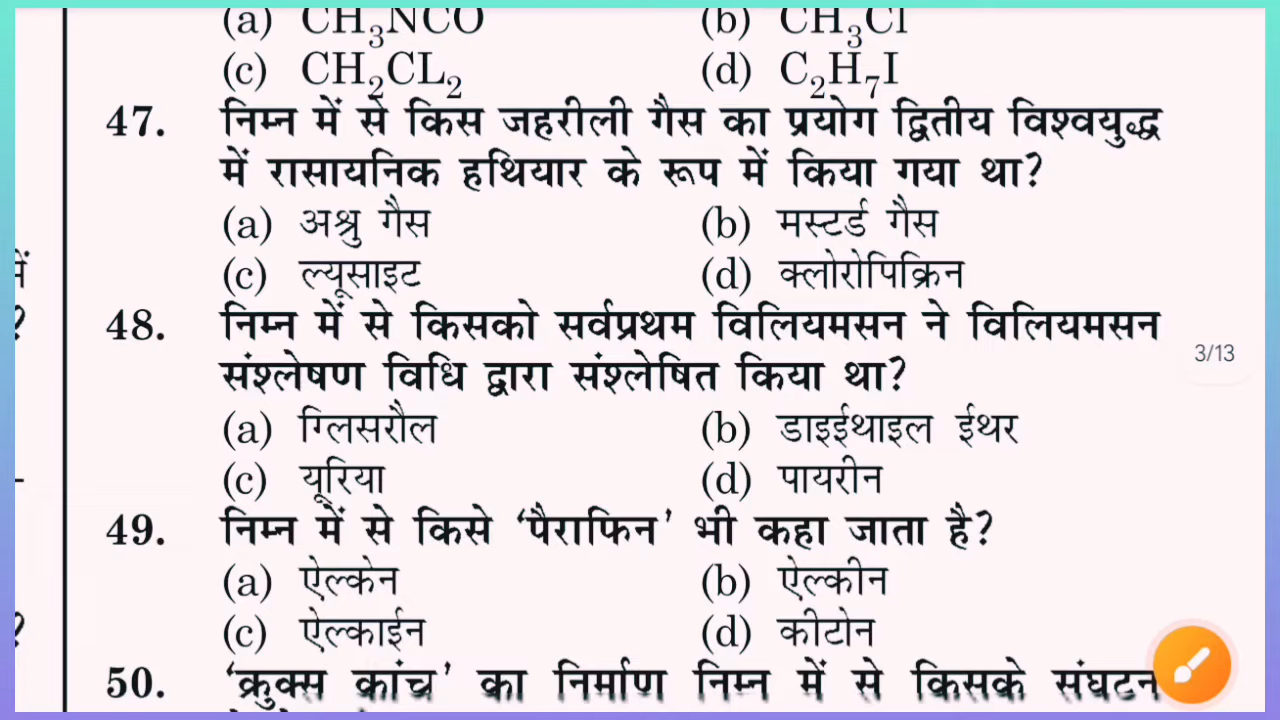 (a) CH₃NCO (b) CH₃Cl
(c) CH₂CL₂ (d) C₂H₇I
47. निम्न में से किस जहरीली गैस का प्रयोग द्वितीय विश्वयुद्ध
में रासायनिक हथियार के रूप में किया गया था?
(a) अश्रु गैस (b) मस्टर्ड गैस
(c) ल्यूसाइट (d) क्लोरोपिक्रिन
48. निम्न में से किसको सर्वप्रथम विलियमसन ने विलियमसन
संश्लेषण विधि द्वारा संश्लेषित किया था?
3/13
(a) ग्लिसरौल (b) डाइईथाइल ईथर
(c) यूरिया (d) पायरीन
49. निम्न में से किसे ‘पैराफिन’ भी कहा जाता है?
(a) ऐल्केन (b) ऐल्कीन
(c) ऐल्काईन (d) कीटोन
50. ‘क्रुक्स कांच’ का निर्माण निम्न में से किसके संघटन